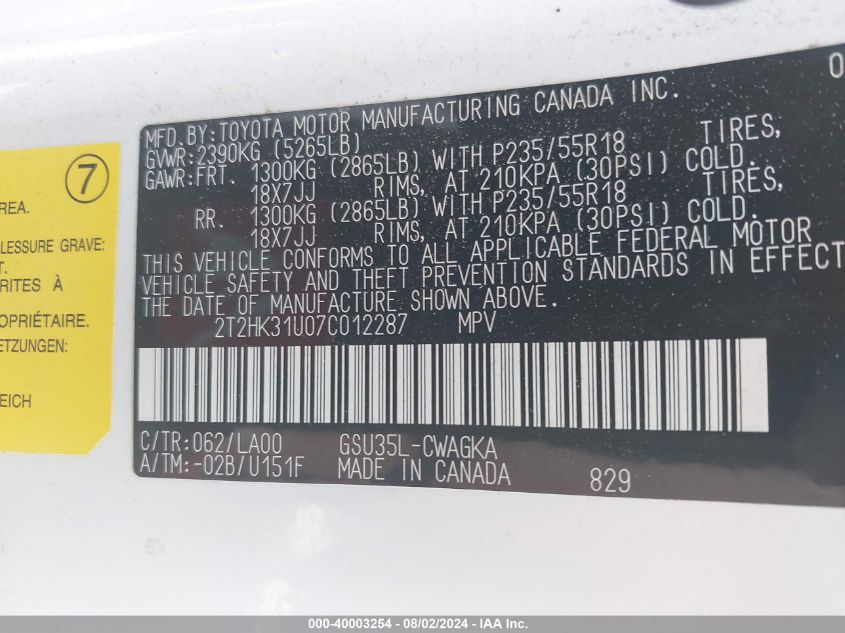 7
REA.
LESSURE GRAVE:
T.
RITES À
OPRIÉTAIRE.
ETZUNGEN:
EICH
0
MFD.BY:TOYOTA MOTOR MANUFACTURING CANADA INC.
GVWR:2390KG (5265LB)
GAWR:FRT. 1300KG (2865LB) WITH P235/55R18 TIRES,
18X7JJ RIMS, AT 210KPA (30PSI) COLD.
RR. 1300KG (2865LB) WITH P235/55R18 TIRES,
18X7JJ RIMS, AT 210KPA (30PSI) COLD.
THIS VEHICLE CONFORMS TO ALL APPLICABLE FEDERAL MOTOR
VEHICLE SAFETY AND THEFT PREVENTION STANDARDS IN EFFECT
THE DATE OF MANUFACTURE SHOWN ABOVE.
2T2HK31U07C012287 MPV
C/TR:062/LA00 GSU35L-CWAGKA
A/TM:-02B/U151F MADE IN CANADA 829
000-40003254 - 08/02/2024 - IAA Inc.